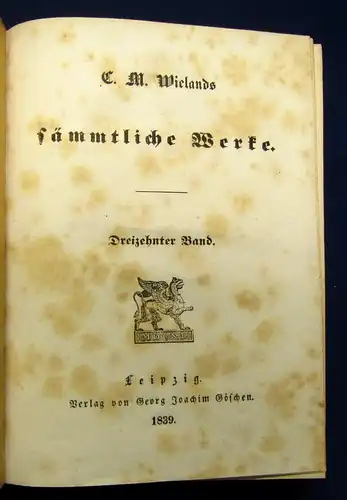 C. M. Wielands
sämmtliche Werke.
Dreizehnter Band.
Leipzig.
Verlag von Georg Joachim Göschen.
1839.